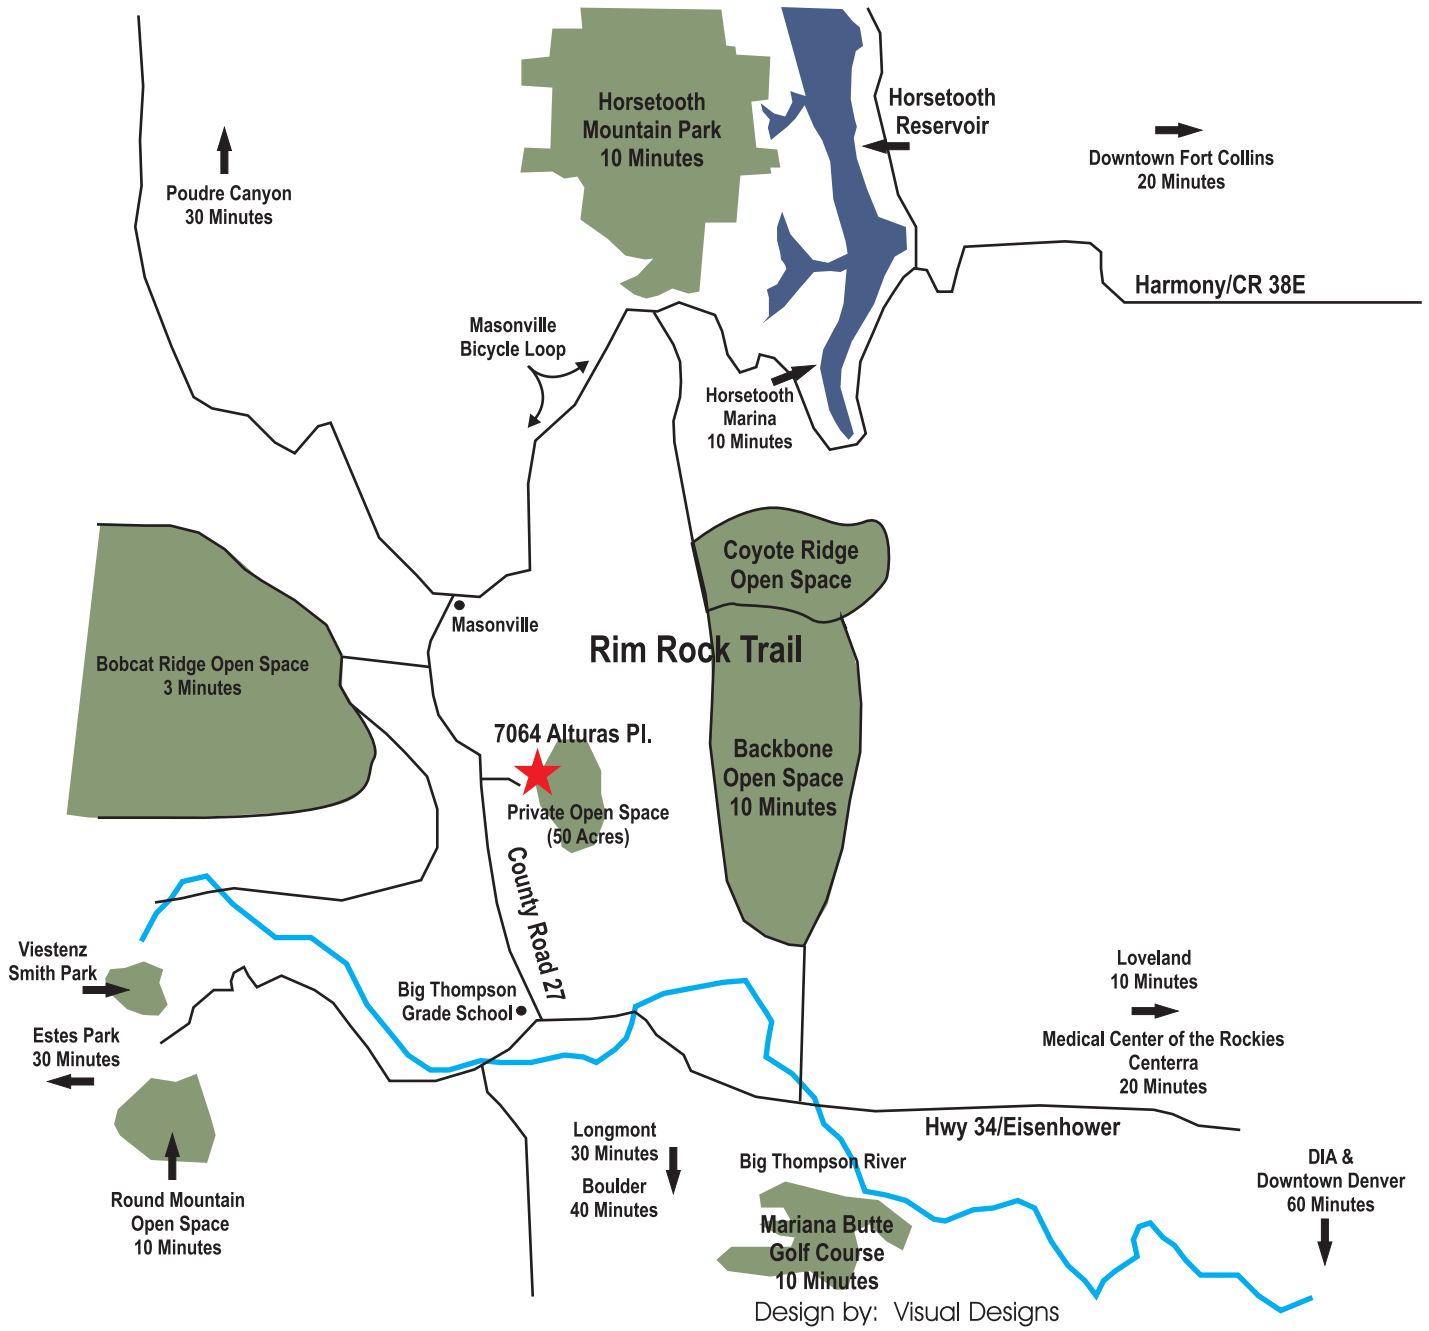 Horsetooth
Mountain Park
10 Minutes
Horsetooth
Reservoir
Downtown Fort Collins
20 Minutes
Poudre Canyon
30 Minutes
Harmony/CR 38E
Masonville
Bicycle Loop
Horsetooth
Marina
10 Minutes
Coyote Ridge
Open Space
Masonville
Rim Rock Trail
Bobcat Ridge Open Space
3 Minutes
7064 Alturas Pl.
Backbone
Open Space
10 Minutes
Private Open Space
(50 Acres)
County Road 27
Viestenz
Smith Park
Big Thompson
Grade School
Loveland
10 Minutes
Estes Park
30 Minutes
Medical Center of the Rockies
Centerra
20 Minutes
Hwy 34/Eisenhower
Longmont
30 Minutes
Boulder
40 Minutes
Big Thompson River
DIA &
Downtown Denver
60 Minutes
Round Mountain
Open Space
10 Minutes
Mariana Butte
Golf Course
10 Minutes
Design by: Visual Designs